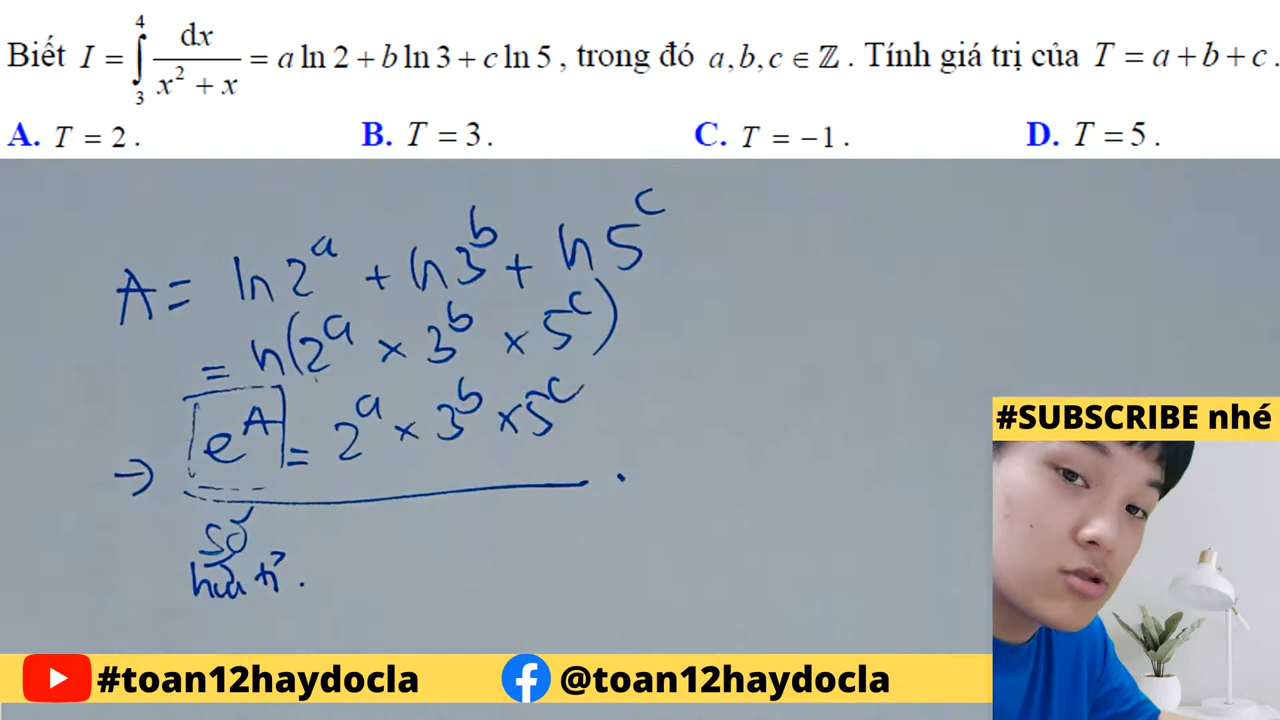 Biết I = ∫₃⁴ dx/(x² + x) = a ln 2 + b ln 3 + c ln 5, trong đó a, b, c ∈ ℤ. Tính giá trị của T = a + b + c.
A. T = 2. B. T = 3. C. T = −1. D. T = 5.
A = ln 2^a + ln 3^b + ln 5^c
= ln(2^a × 3^b × 5^c)
→ e^A = 2^a × 3^b × 5^c.
số
hữu tỉ.
#SUBSCRIBE nhé
#toan12haydocla
@toan12haydocla